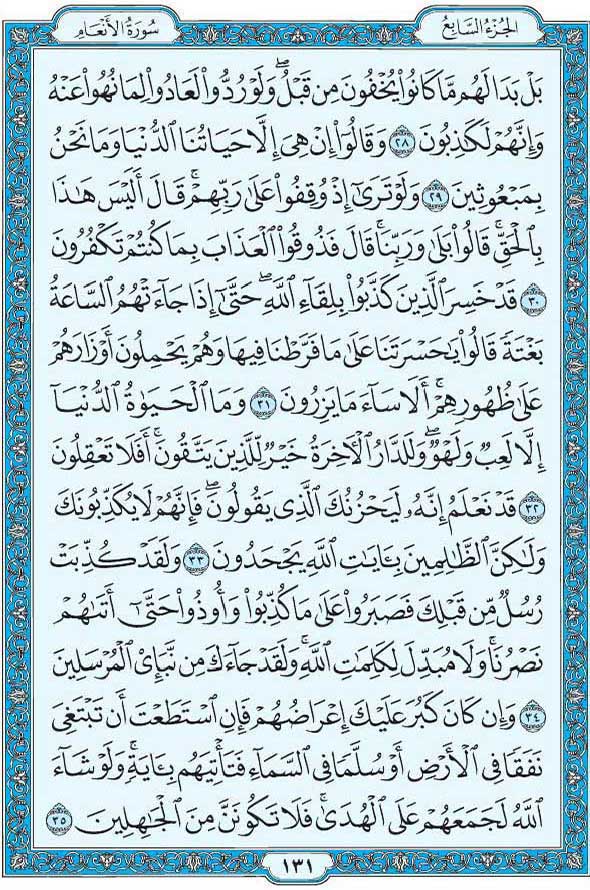 الجُزْءُ السَّابِعُ
سُورَةُ الأَنْعَامِ
بَلْ بَدَا لَهُم مَّا كَانُوا۟ يُخْفُونَ مِن قَبْلُ ۖ وَلَوْ رُدُّوا۟ لَعَادُوا۟ لِمَا نُهُوا۟ عَنْهُ
وَإِنَّهُمْ لَكَـٰذِبُونَ ٢٨ وَقَالُوٓا۟ إِنْ هِىَ إِلَّا حَيَاتُنَا ٱلدُّنْيَا وَمَا نَحْنُ
بِمَبْعُوثِينَ ٢٩ وَلَوْ تَرَىٰٓ إِذْ وُقِفُوا۟ عَلَىٰ رَبِّهِمْ ۚ قَالَ أَلَيْسَ هَـٰذَا
بِٱلْحَقِّ ۚ قَالُوا۟ بَلَىٰ وَرَبِّنَا ۚ قَالَ فَذُوقُوا۟ ٱلْعَذَابَ بِمَا كُنتُمْ تَكْفُرُونَ
٣٠ قَدْ خَسِرَ ٱلَّذِينَ كَذَّبُوا۟ بِلِقَآءِ ٱللَّهِ ۖ حَتَّىٰٓ إِذَا جَآءَتْهُمُ ٱلسَّاعَةُ
بَغْتَةً قَالُوا۟ يَـٰحَسْرَتَنَا عَلَىٰ مَا فَرَّطْنَا فِيهَا وَهُمْ يَحْمِلُونَ أَوْزَارَهُمْ
عَلَىٰ ظُهُورِهِمْ ۚ أَلَا سَآءَ مَا يَزِرُونَ ٣١ وَمَا ٱلْحَيَوٰةُ ٱلدُّنْيَآ
إِلَّا لَعِبٌ وَلَهْوٌ ۖ وَلَلدَّارُ ٱلْـَٔاخِرَةُ خَيْرٌ لِّلَّذِينَ يَتَّقُونَ ۗ أَفَلَا تَعْقِلُونَ
٣٢ قَدْ نَعْلَمُ إِنَّهُۥ لَيَحْزُنُكَ ٱلَّذِى يَقُولُونَ ۖ فَإِنَّهُمْ لَا يُكَذِّبُونَكَ
وَلَـٰكِنَّ ٱلظَّـٰلِمِينَ بِـَٔايَـٰتِ ٱللَّهِ يَجْحَدُونَ ٣٣ وَلَقَدْ كُذِّبَتْ
رُسُلٌ مِّن قَبْلِكَ فَصَبَرُوا۟ عَلَىٰ مَا كُذِّبُوا۟ وَأُوذُوا۟ حَتَّىٰٓ أَتَىٰهُمْ
نَصْرُنَا ۚ وَلَا مُبَدِّلَ لِكَلِمَـٰتِ ٱللَّهِ ۚ وَلَقَدْ جَآءَكَ مِن نَّبَإِى۟ ٱلْمُرْسَلِينَ
٣٤ وَإِن كَانَ كَبُرَ عَلَيْكَ إِعْرَاضُهُمْ فَإِنِ ٱسْتَطَعْتَ أَن تَبْتَغِىَ
نَفَقًا فِى ٱلْأَرْضِ أَوْ سُلَّمًا فِى ٱلسَّمَآءِ فَتَأْتِيَهُم بِـَٔايَةٍ ۚ وَلَوْ شَآءَ
ٱللَّهُ لَجَمَعَهُمْ عَلَى ٱلْهُدَىٰ ۚ فَلَا تَكُونَنَّ مِنَ ٱلْجَـٰهِلِينَ ٣٥
١٣١